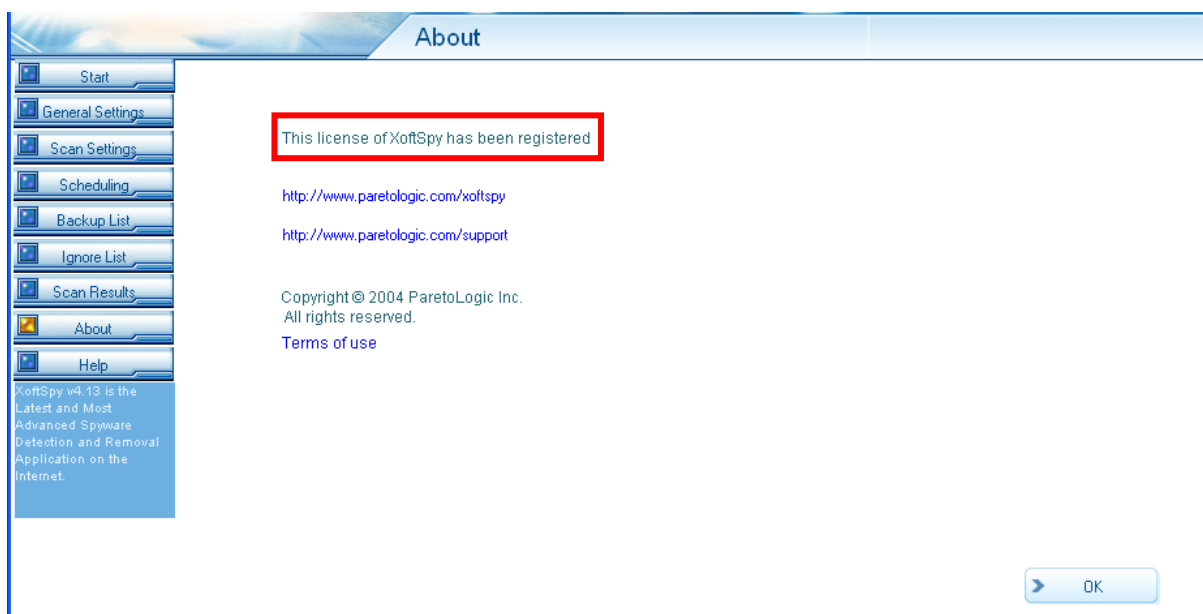 About
Start
General Settings
Scan Settings
Scheduling
Backup List
Ignore List
Scan Results
About
Help
XoftSpy v4.13 is the
Latest and Most
Advanced Spyware
Detection and Removal
Application on the
Internet.
This license of XoftSpy has been registered
http://www.paretologic.com/xoftspy
http://www.paretologic.com/support
Copyright © 2004 ParetoLogic Inc.
All rights reserved.
Terms of use
OK